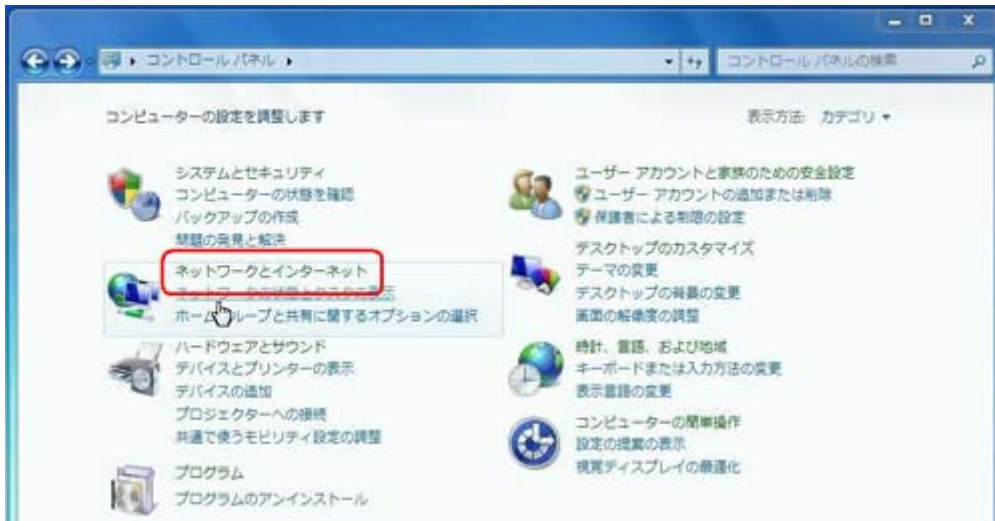 コントロール パネル
コントロール パネルの検索
コンピューターの設定を調整します
表示方法: カテゴリ
システムとセキュリティ
コンピューターの状態を確認
バックアップの作成
問題の発見と解決
ネットワークとインターネット
ネットワークの状態とタスクの表示
ホームグループと共有に関するオプションの選択
ハードウェアとサウンド
デバイスとプリンターの表示
デバイスの追加
プロジェクターへの接続
共通で使うモビリティ設定の調整
プログラム
プログラムのアンインストール
ユーザー アカウントと家族のための安全設定
ユーザー アカウントの追加または削除
保護者による制限の設定
デスクトップのカスタマイズ
テーマの変更
デスクトップの背景の変更
画面の解像度の調整
時計、言語、および地域
キーボードまたは入力方法の変更
表示言語の変更
コンピューターの簡単操作
設定の提案の表示
視覚ディスプレイの最適化